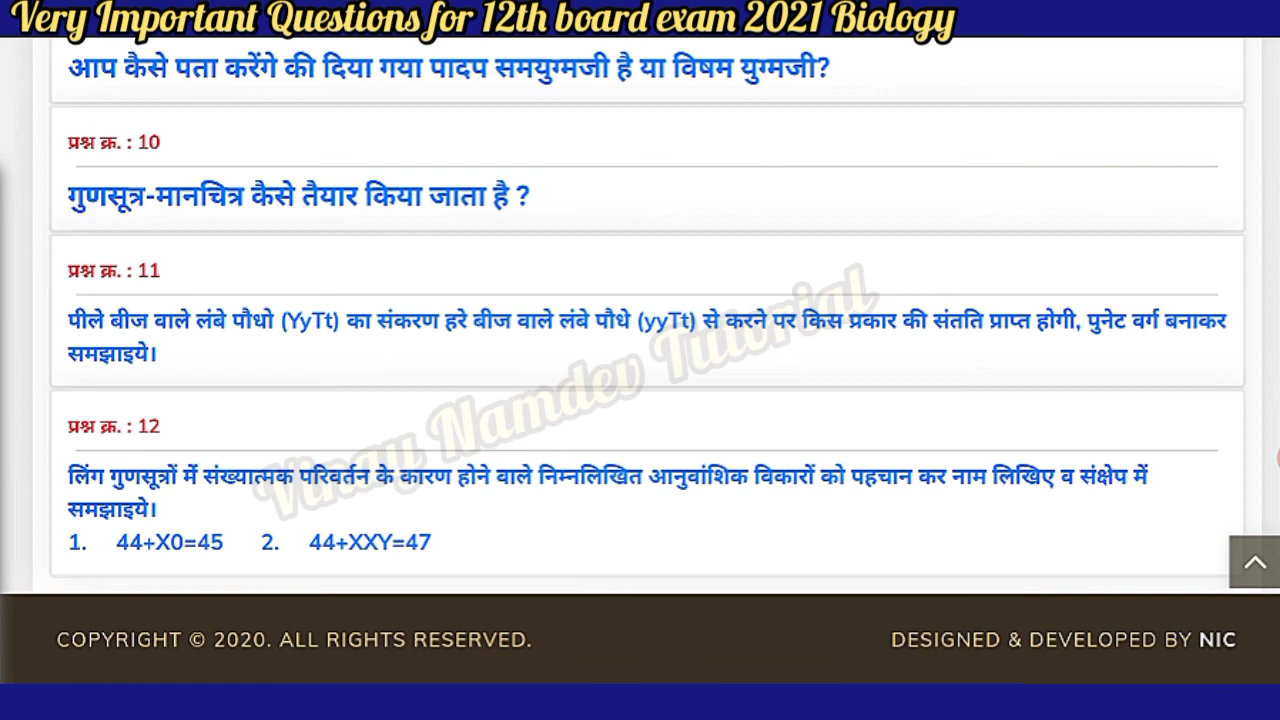 Very Important Questions for 12th board exam 2021 Biology
आप कैसे पता करेंगे की दिया गया पादप समयुग्मजी है या विषम युग्मजी?
प्रश्न क्र. : 10
गुणसूत्र-मानचित्र कैसे तैयार किया जाता है ?
प्रश्न क्र. : 11
पीले बीज वाले लंबे पौधो (YyTt) का संकरण हरे बीज वाले लंबे पौधे (yyTt) से करने पर किस प्रकार की संतति प्राप्त होगी, पुनेट वर्ग बनाकर
समझाइये।
Vinay Namdev Tutorial
प्रश्न क्र. : 12
लिंग गुणसूत्रों में संख्यात्मक परिवर्तन के कारण होने वाले निम्नलिखित आनुवांशिक विकारों को पहचान कर नाम लिखिए व संक्षेप में
समझाइये।
1. 44+X0=45 2. 44+XXY=47
COPYRIGHT © 2020. ALL RIGHTS RESERVED.
DESIGNED & DEVELOPED BY NIC